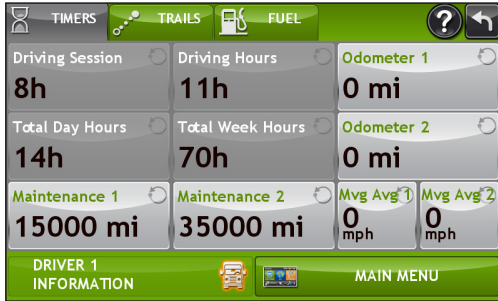 TIMERS TRAILS FUEL ?
Driving Session Driving Hours Odometer 1
8h 11h 0 mi
Total Day Hours Total Week Hours Odometer 2
14h 70h 0 mi
Maintenance 1 Maintenance 2 Mvg Avg 1 Mvg Avg 2
15000 mi 35000 mi 0 mph 0 mph
DRIVER 1
INFORMATION
MAIN MENU